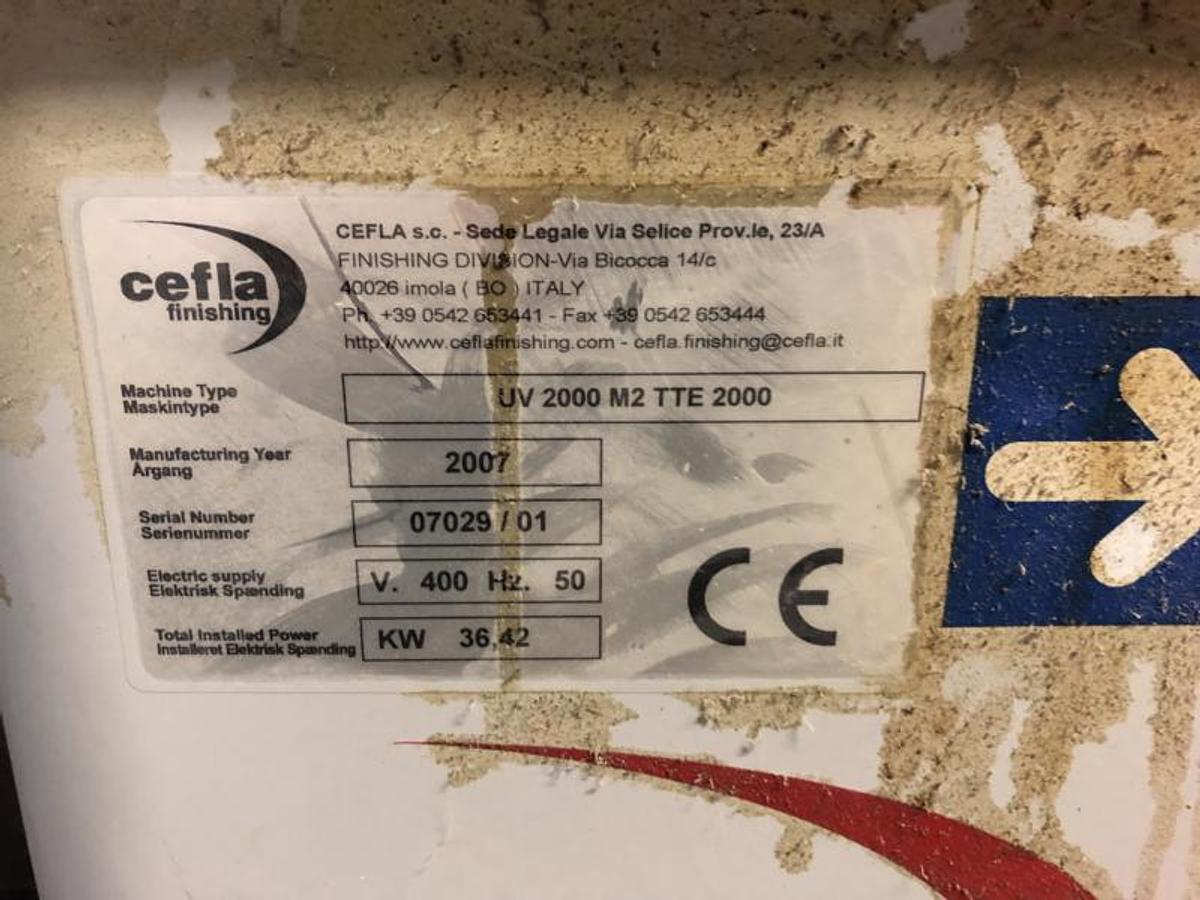 cefla
finishing
CEFLA s.c. - Sede Legale Via Selice Prov.le, 23/A
FINISHING DIVISION-Via Bicocca 14/c
40026 imola ( BO ) ITALY
Ph. +39 0542 653441 - Fax +39 0542 653444
http://www.ceflafinishing.com - cefla.finishing@cefla.it
Machine Type
Maskintype
UV 2000 M2 TTE 2000
Manufacturing Year
Årgang
2007
Serial Number
Serienummer
07029 / 01
Electric supply
Elektrisk Spænding
V. 400 Hz. 50
Total Installed Power
Installeret Elektrisk Spænding
KW 36,42
CE